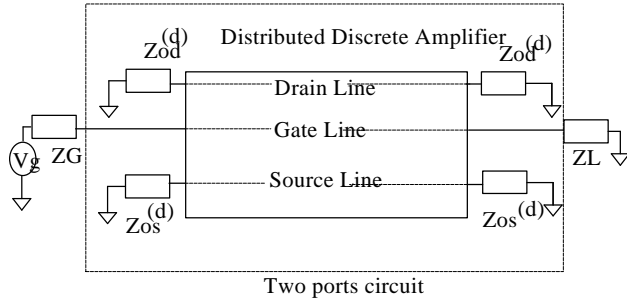 Distributed Discrete Amplifier
Zod(d)
Zod(d)
Drain Line
Gate Line
Vg
ZG
ZL
Source Line
Zos(d)
Zos(d)
Two ports circuit